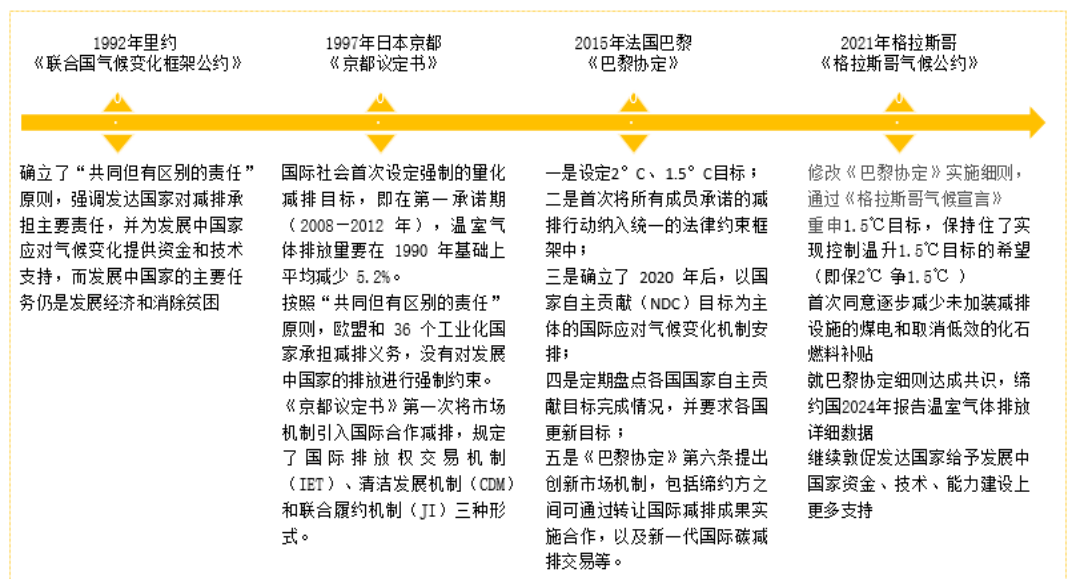 1992年里约
《联合国气候变化框架公约》
1997年日本京都
《京都议定书》
2015年法国巴黎
《巴黎协定》
2021年格拉斯哥
《格拉斯哥气候公约》
确立了“共同但有区别的责任”
原则，强调发达国家对减排承
担主要责任，并为发展中国家
应对气候变化提供资金和技术
支持，而发展中国家的主要任
务仍是发展经济和消除贫困
国际社会首次设定强制的量化
减排目标，即在第一承诺期
（2008—2012 年），温室气
体排放量要在 1990 年基础上
平均减少 5.2%。
按照“共同但有区别的责任”
原则，欧盟和 36 个工业化国
家承担减排义务，没有对发展
中国家的排放进行强制约束。
《京都议定书》第一次将市场
机制引入国际合作减排，规定
了国际排放权交易机制
（IET）、清洁发展机制（CDM）
和联合履约机制（JI）三种形
式。
一是设定2°C、1.5°C目标；
二是首次将所有成员承诺的减
排行动纳入统一的法律约束框
架中；
三是确立了 2020 年后，以国
家自主贡献（NDC）目标为主
体的国际应对气候变化机制安
排；
四是定期盘点各国国家自主贡
献目标完成情况，并要求各国
更新目标；
五是《巴黎协定》第六条提出
创新市场机制，包括缔约方之
间可通过转让国际减排成果实
施合作，以及新一代国际碳减
排交易等。
修改《巴黎协定》实施细则，
通过《格拉斯哥气候宣言》
重申1.5℃目标，保持住了实
现控制温升1.5℃目标的希望
（即保2℃ 争1.5℃ ）
首次同意逐步减少未加装减排
设施的煤电和取消低效的化石
燃料补贴
就巴黎协定细则达成共识，缔
约国2024年报告温室气体排放
详细数据
继续敦促发达国家给予发展中
国家资金、技术、能力建设上
更多支持